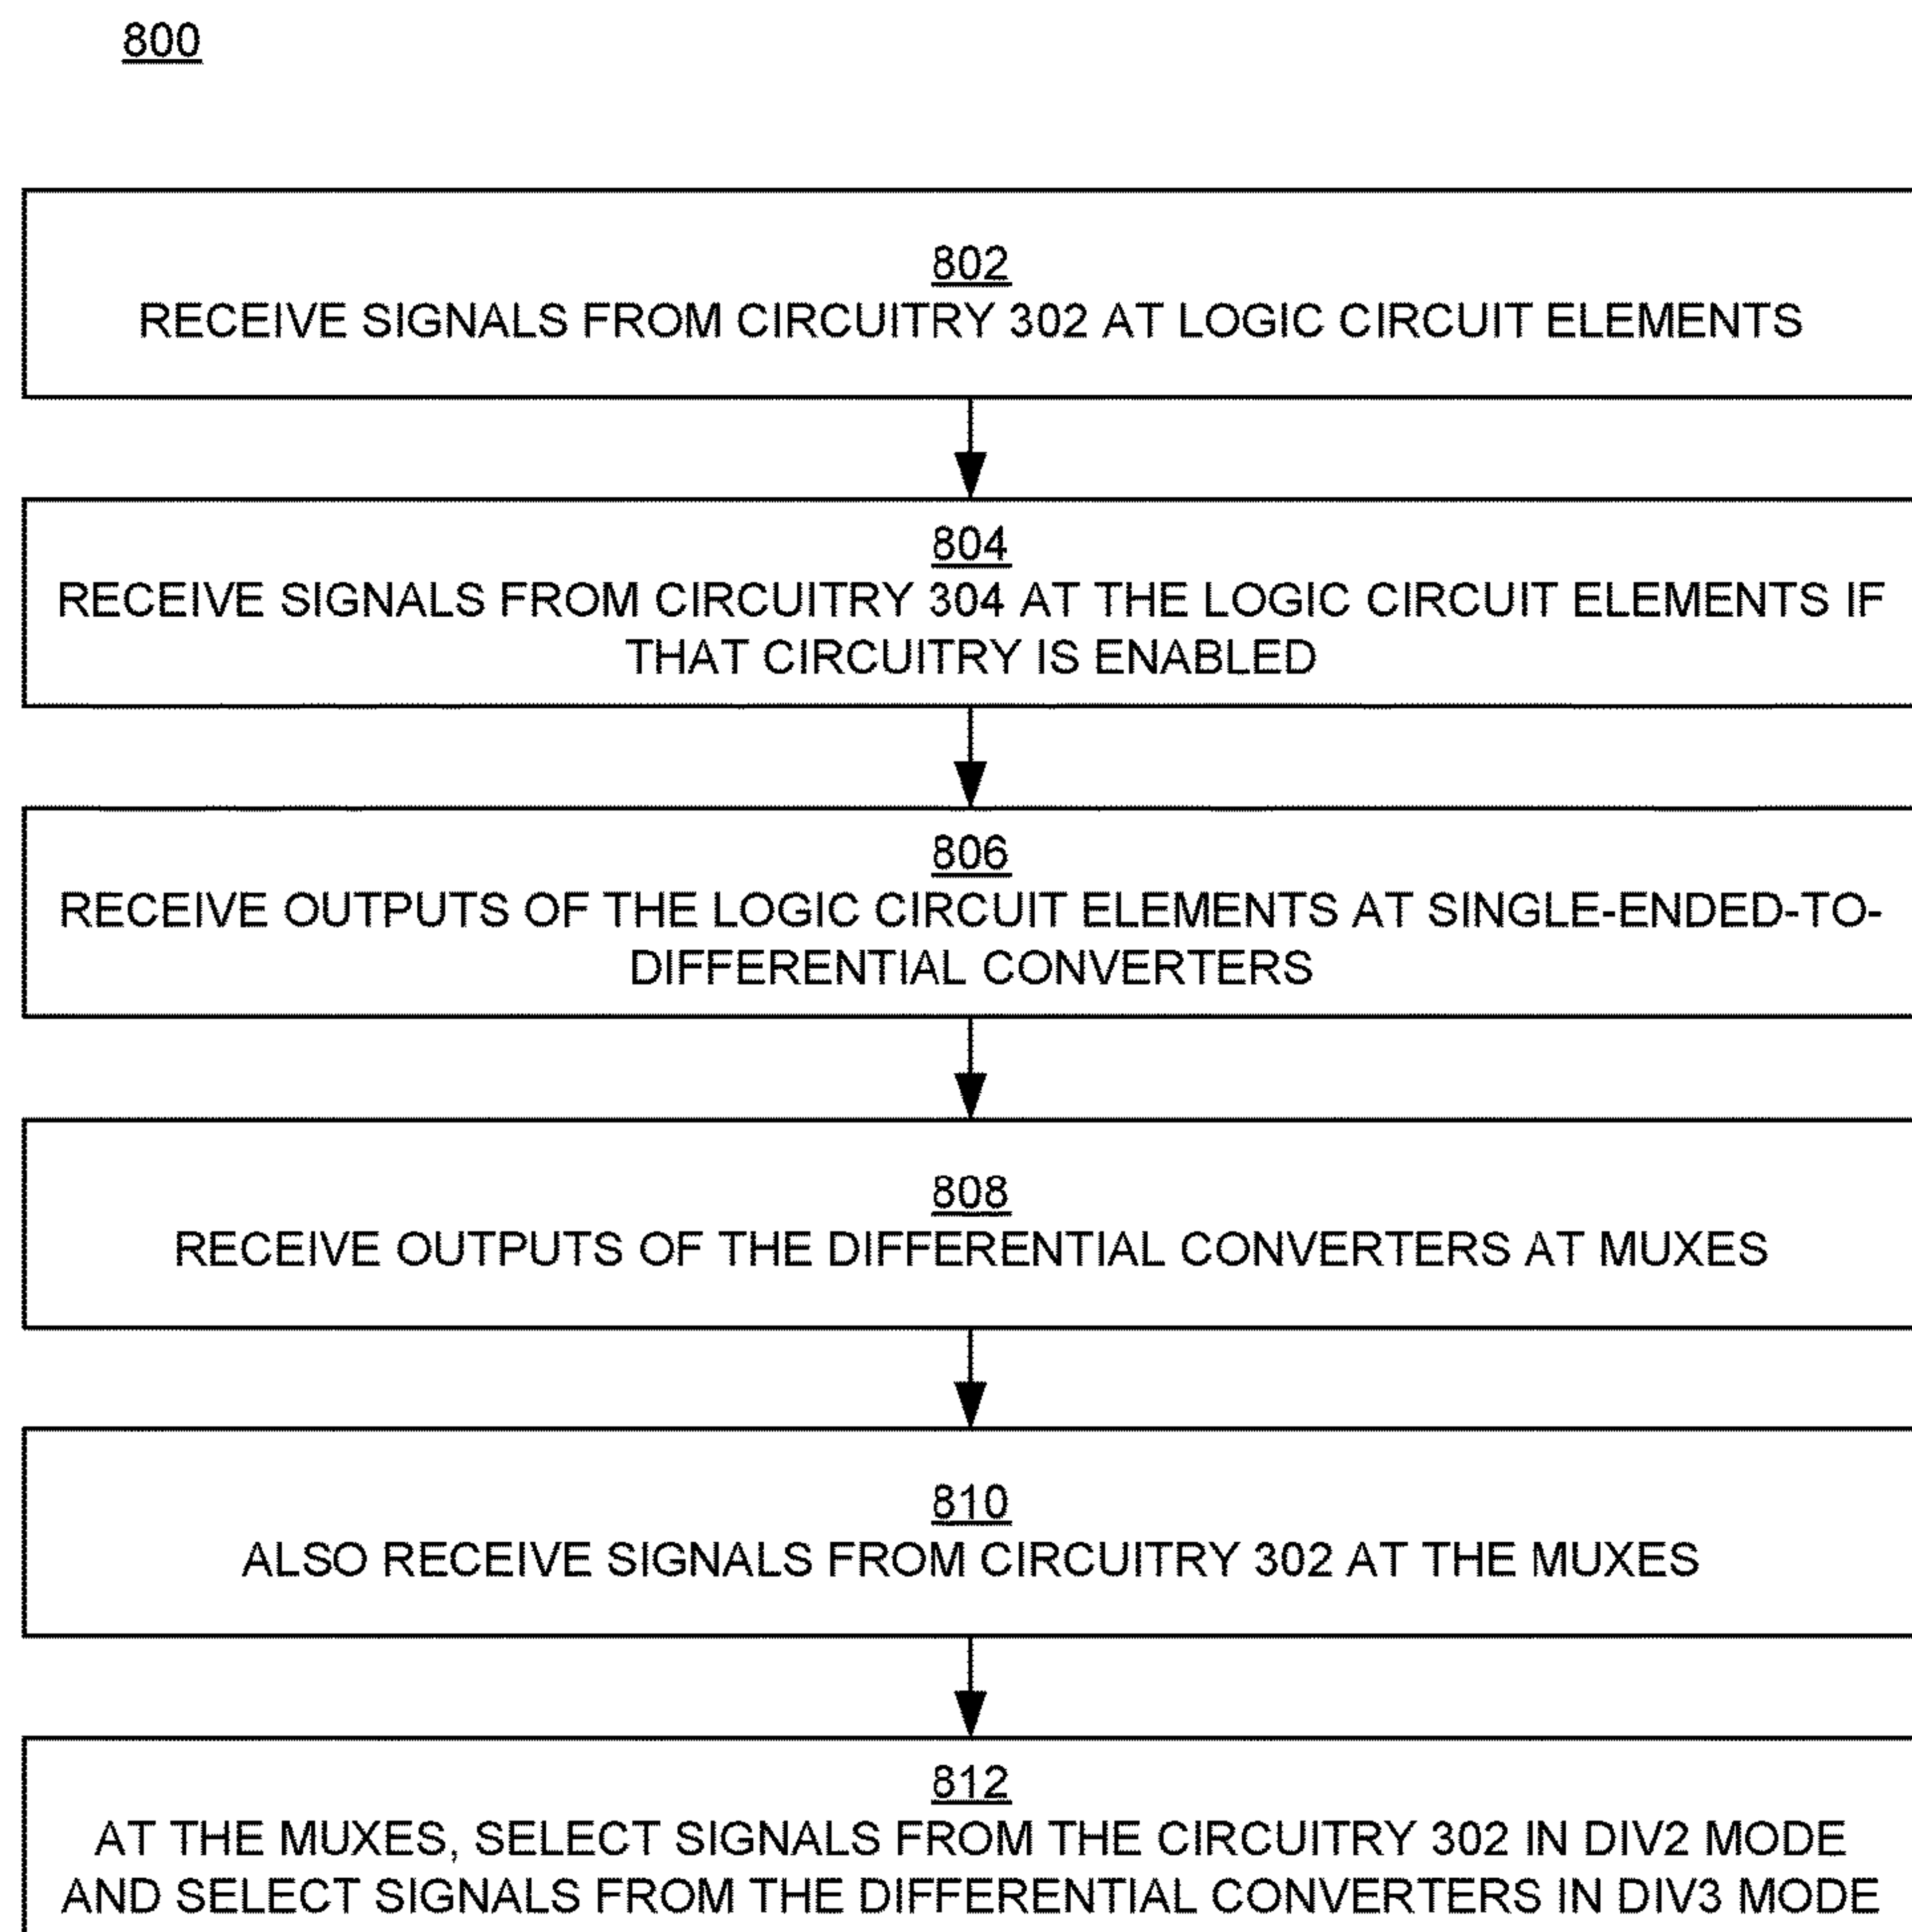 800
802
RECEIVE SIGNALS FROM CIRCUITRY 302 AT LOGIC CIRCUIT ELEMENTS
804
RECEIVE SIGNALS FROM CIRCUITRY 304 AT THE LOGIC CIRCUIT ELEMENTS IF
THAT CIRCUITRY IS ENABLED
806
RECEIVE OUTPUTS OF THE LOGIC CIRCUIT ELEMENTS AT SINGLE-ENDED-TO-
DIFFERENTIAL CONVERTERS
808
RECEIVE OUTPUTS OF THE DIFFERENTIAL CONVERTERS AT MUXES
810
ALSO RECEIVE SIGNALS FROM CIRCUITRY 302 AT THE MUXES
812
AT THE MUXES, SELECT SIGNALS FROM THE CIRCUITRY 302 IN DIV2 MODE
AND SELECT SIGNALS FROM THE DIFFERENTIAL CONVERTERS IN DIV3 MODE